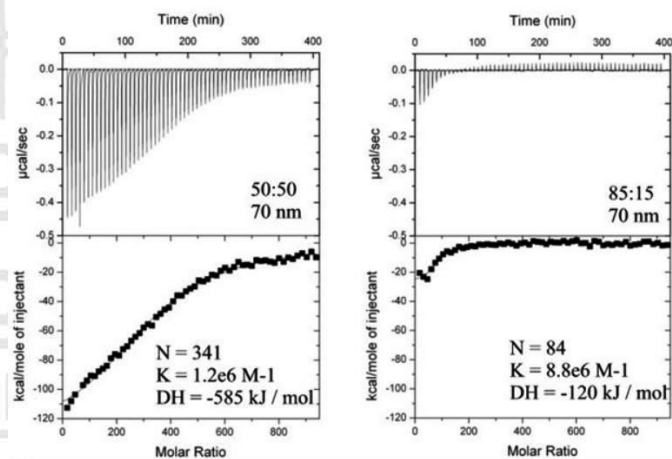 Time (min)
0 100 200 300 400
0.0
-0.1
-0.2
-0.3
-0.4
-0.5
µcal/sec
50:50
70 nm
0
-20
-40
-60
-80
-100
-120
kcal/mole of injectant
N = 341
K = 1.2e6 M-1
DH = -585 kJ / mol
0 200 400 600 800
Molar Ratio
Time (min)
0 100 200 300 400
0.0
-0.1
-0.2
-0.3
-0.4
-0.5
µcal/sec
85:15
70 nm
0
-20
-40
-60
-80
-100
-120
kcal/mole of injectant
N = 84
K = 8.8e6 M-1
DH = -120 kJ / mol
0 200 400 600 800
Molar Ratio